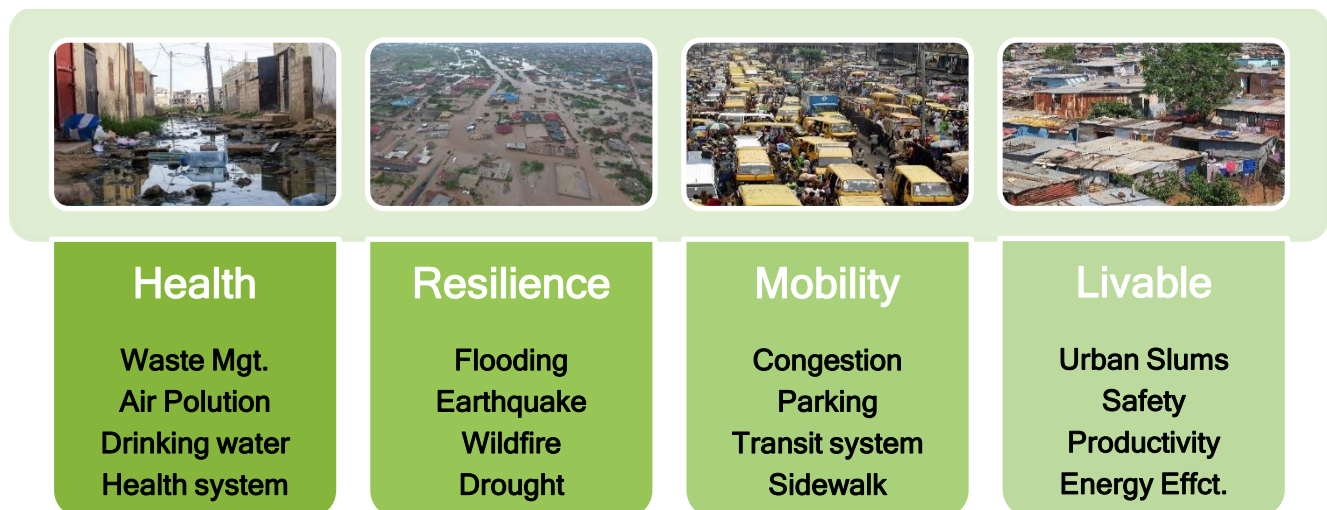 Health
Waste Mgt.
Air Polution
Drinking water
Health system
Resilience
Flooding
Earthquake
Wildfire
Drought
Mobility
Congestion
Parking
Transit system
Sidewalk
Livable
Urban Slums
Safety
Productivity
Energy Effct.